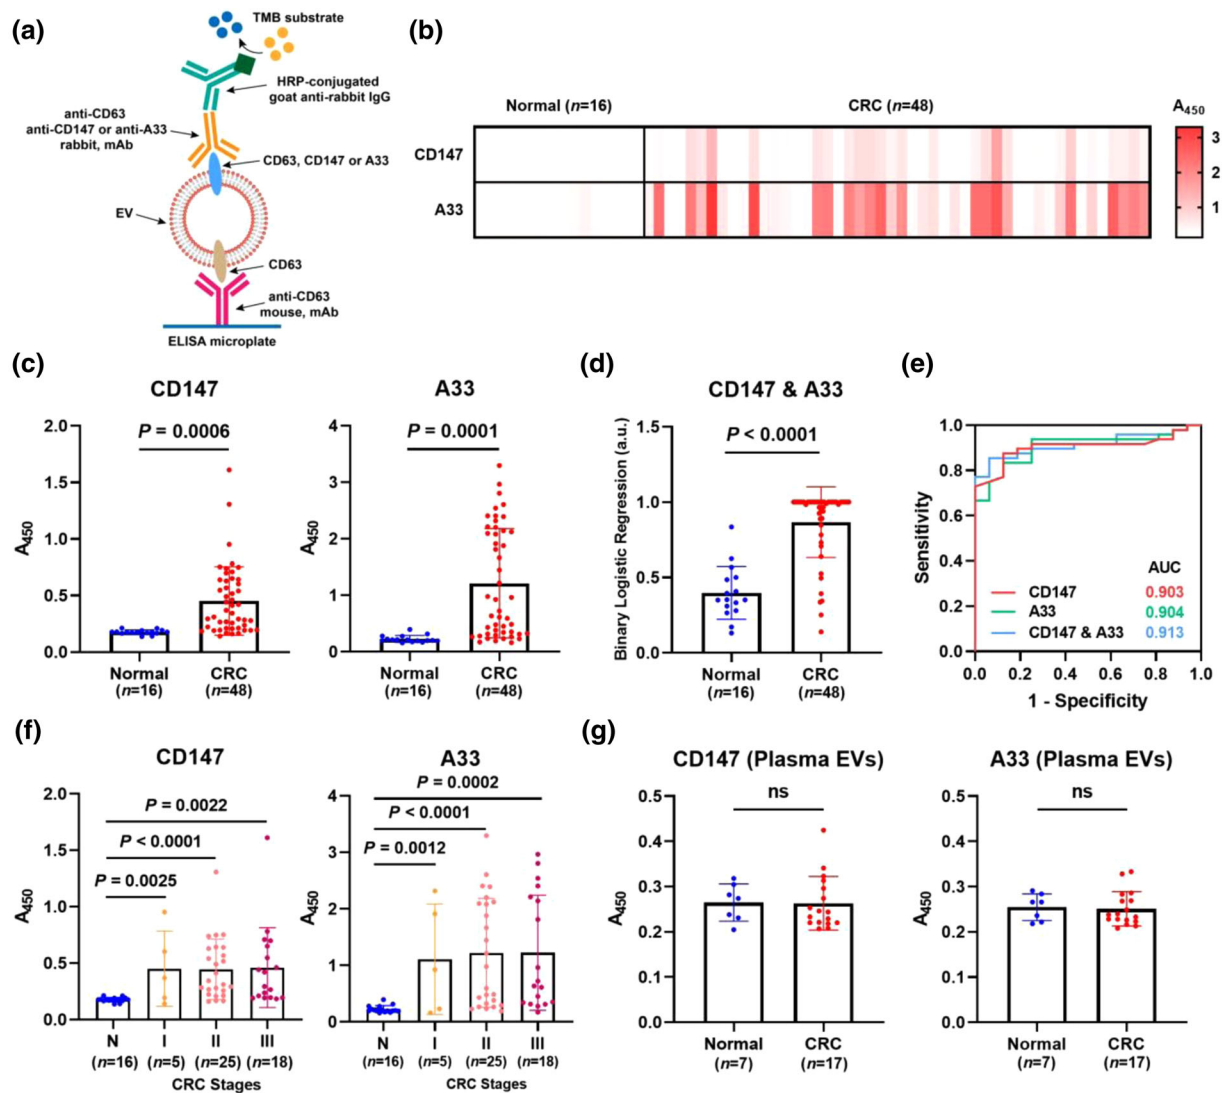 (a)
TMB substrate
HRP-conjugated
goat anti-rabbit IgG
anti-CD63
anti-CD147 or anti-A33
rabbit, mAb
CD63, CD147 or A33
EV
CD63
anti-CD63
mouse, mAb
ELISA microplate
(b)
Normal (n=16)
CRC (n=48)
A450
CD147
A33
3
2
1
(c)
CD147
P = 0.0006
A450
2.0
1.5
1.0
0.5
0.0
Normal
(n=16)
CRC
(n=48)
A33
P = 0.0001
A450
4
3
2
1
0
Normal
(n=16)
CRC
(n=48)
(d)
CD147 & A33
P < 0.0001
Binary Logistic Regression (a.u.)
1.5
1.0
0.5
0.0
Normal
(n=16)
CRC
(n=48)
(e)
Sensitivity
1.0
0.8
0.6
0.4
0.2
0.0
AUC
CD147 0.903
A33 0.904
CD147 & A33 0.913
0.0 0.2 0.4 0.6 0.8 1.0
1 - Specificity
(f)
CD147
P = 0.0022
P < 0.0001
P = 0.0025
A450
2.0
1.5
1.0
0.5
0.0
N I II III
(n=16) (n=5) (n=25) (n=18)
CRC Stages
A33
P = 0.0002
P < 0.0001
P = 0.0012
A450
4
3
2
1
0
N I II III
(n=16) (n=5) (n=25) (n=18)
CRC Stages
(g)
CD147 (Plasma EVs)
ns
A450
0.5
0.4
0.3
0.2
0.1
0.0
Normal
(n=7)
CRC
(n=17)
A33 (Plasma EVs)
ns
A450
0.5
0.4
0.3
0.2
0.1
0.0
Normal
(n=7)
CRC
(n=17)